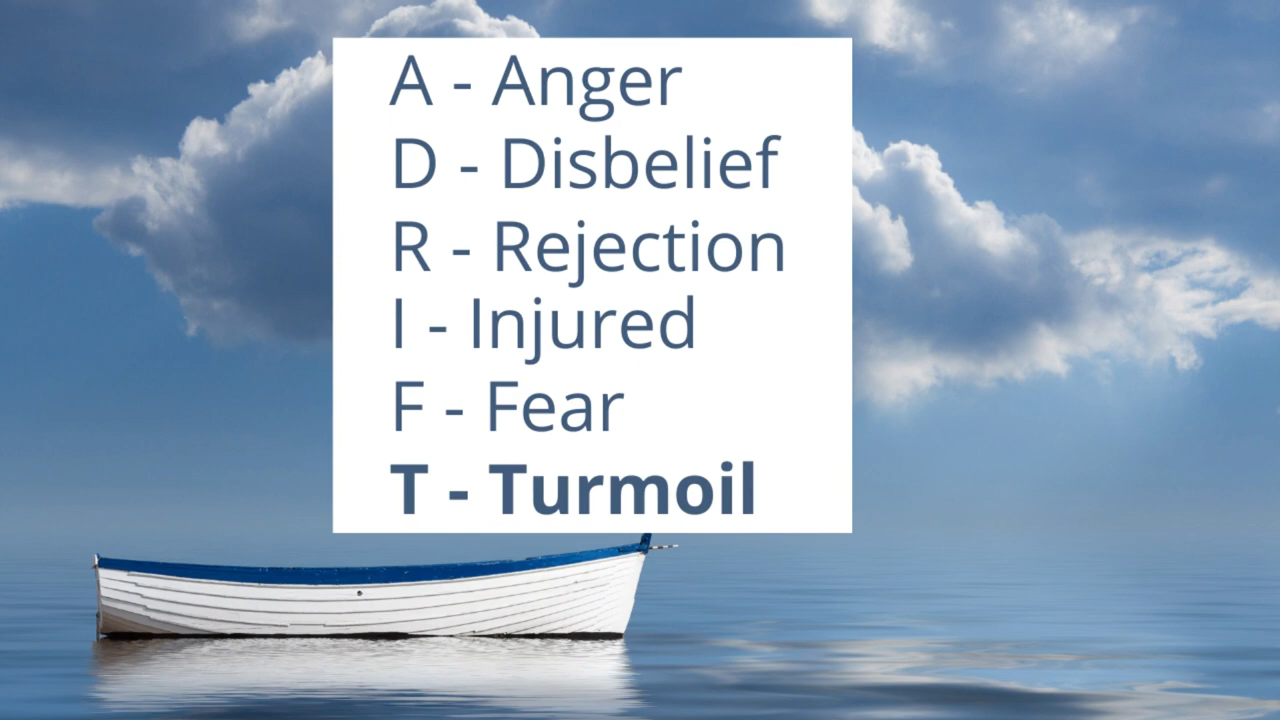 A - Anger
D - Disbelief
R - Rejection
I - Injured
F - Fear
T - Turmoil